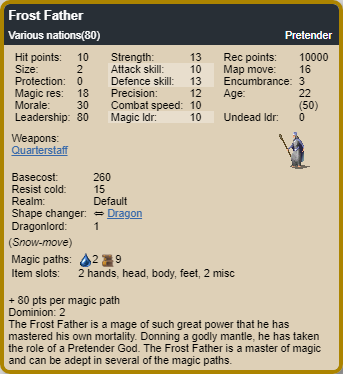 Frost Father
Various nations(80) Pretender
Hit points: 10 Strength: 13 Rec points: 10000
Size: 2 Attack skill: 10 Map move: 16
Protection: 0 Defence skill: 13 Encumbrance: 3
Magic res: 18 Precision: 12 Age: 22
Morale: 30 Combat speed: 10 (50)
Leadership: 80 Magic ldr: 10 Undead ldr: 0
Weapons:
Quarterstaff
Basecost: 260
Resist cold: 15
Realm: Default
Shape changer: ⇔ Dragon
Dragonlord: 1
(Snow-move)
Magic paths: 2 9
Item slots: 2 hands, head, body, feet, 2 misc
+ 80 pts per magic path
Dominion: 2
The Frost Father is a mage of such great power that he has
mastered his own mortality. Donning a godly mantle, he has taken
the role of a Pretender God. The Frost Father is a master of magic
and can be adept in several of the magic paths.